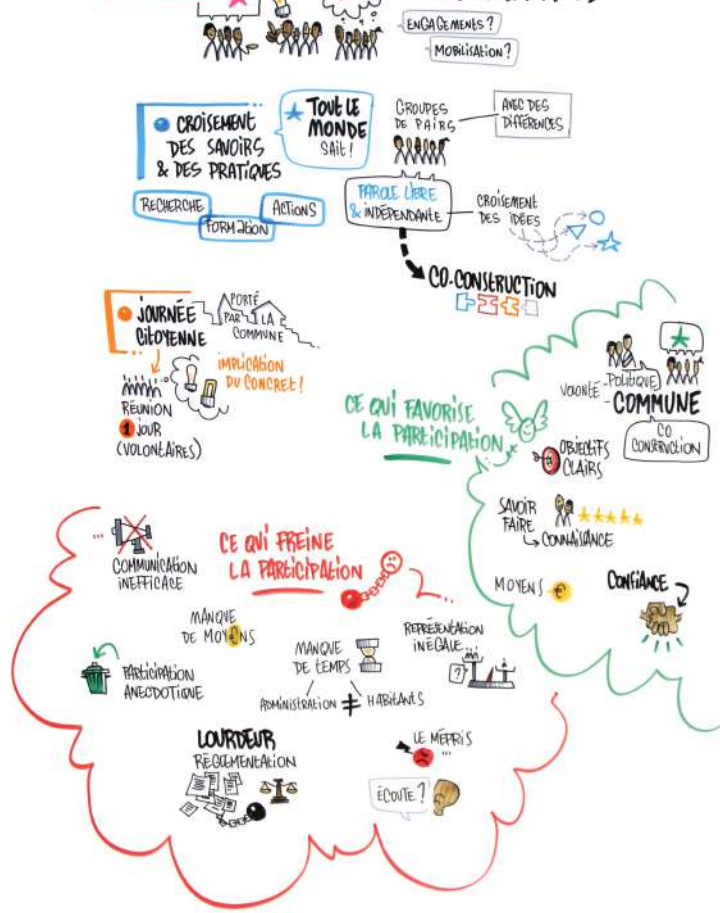 ENGAGEMENTS ?
MOBILISATION ?
CROISEMENT
DES SAVOIRS
& DES PRATIQUES
TOUT LE
MONDE
SAIT !
RECHERCHE
FORMATION
ACTIONS
GROUPES
DE PAIRS
AVEC DES
DIFFÉRENCES
PAROLE LIBRE
& INDÉPENDANTE
CROISEMENT
DES IDÉES
CO-CONSTRUCTION
JOURNÉE
CITOYENNE
PORTÉ
PAR LA
COMMUNE
IMPLICATION
DU CONCRET !
RÉUNION
1 JOUR
(VOLONTAIRES)
CE QUI FAVORISE
LA PARTICIPATION
VOLONTÉ - POLITIQUE
- COMMUNE
CO
CONSTRUCTION
OBJECTIFS
CLAIRS
SAVOIR
FAIRE
CONNAISSANCE
MOYENS €
CONFIANCE
CE QUI FREINE
LA PARTICIPATION
...
COMMUNICATION
INEFFICACE
MANQUE
DE MOY€NS
PARTICIPATION
ANECDOTIQUE
MANQUE
DE TEMPS
ADMINISTRATION ≠ HABITANTS
REPRÉSENTATION
INÉGALE...
?
LOURDEUR
RÉGLEMENTATION
LE MÉPRIS
...
ÉCOUTE ?